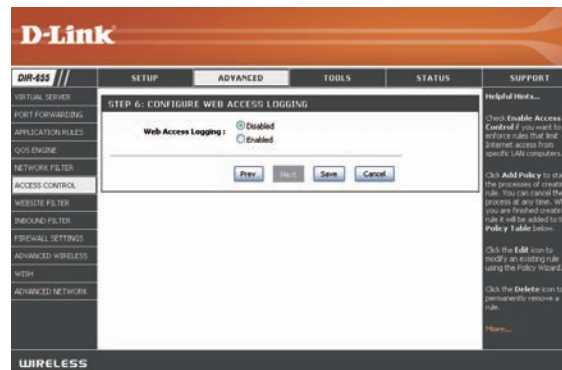 D-Link
DIR-655
SETUP
ADVANCED
TOOLS
STATUS
SUPPORT
VIRTUAL SERVER
PORT FORWARDING
APPLICATION RULES
QOS ENGINE
NETWORK FILTER
ACCESS CONTROL
WEBSITE FILTER
INBOUND FILTER
FIREWALL SETTINGS
ADVANCED WIRELESS
WISH
ADVANCED NETWORK
STEP 6: CONFIGURE WEB ACCESS LOGGING
Web Access Logging :
Disabled
Enabled
Prev
Next
Save
Cancel
Helpful Hints...
Check Enable Access
Control if you want to
enforce rules that limit
Internet access from
specific LAN computers.
Click Add Policy to
the processes of
rule. You can cancel the
process at any time.
you are finished
rule it will be added to
Policy Table below.
Click the Edit icon to
modify an existing rule
using the Policy Wizard.
Click the Delete icon to
permanently remove a
rule.
More...
WIRELESS